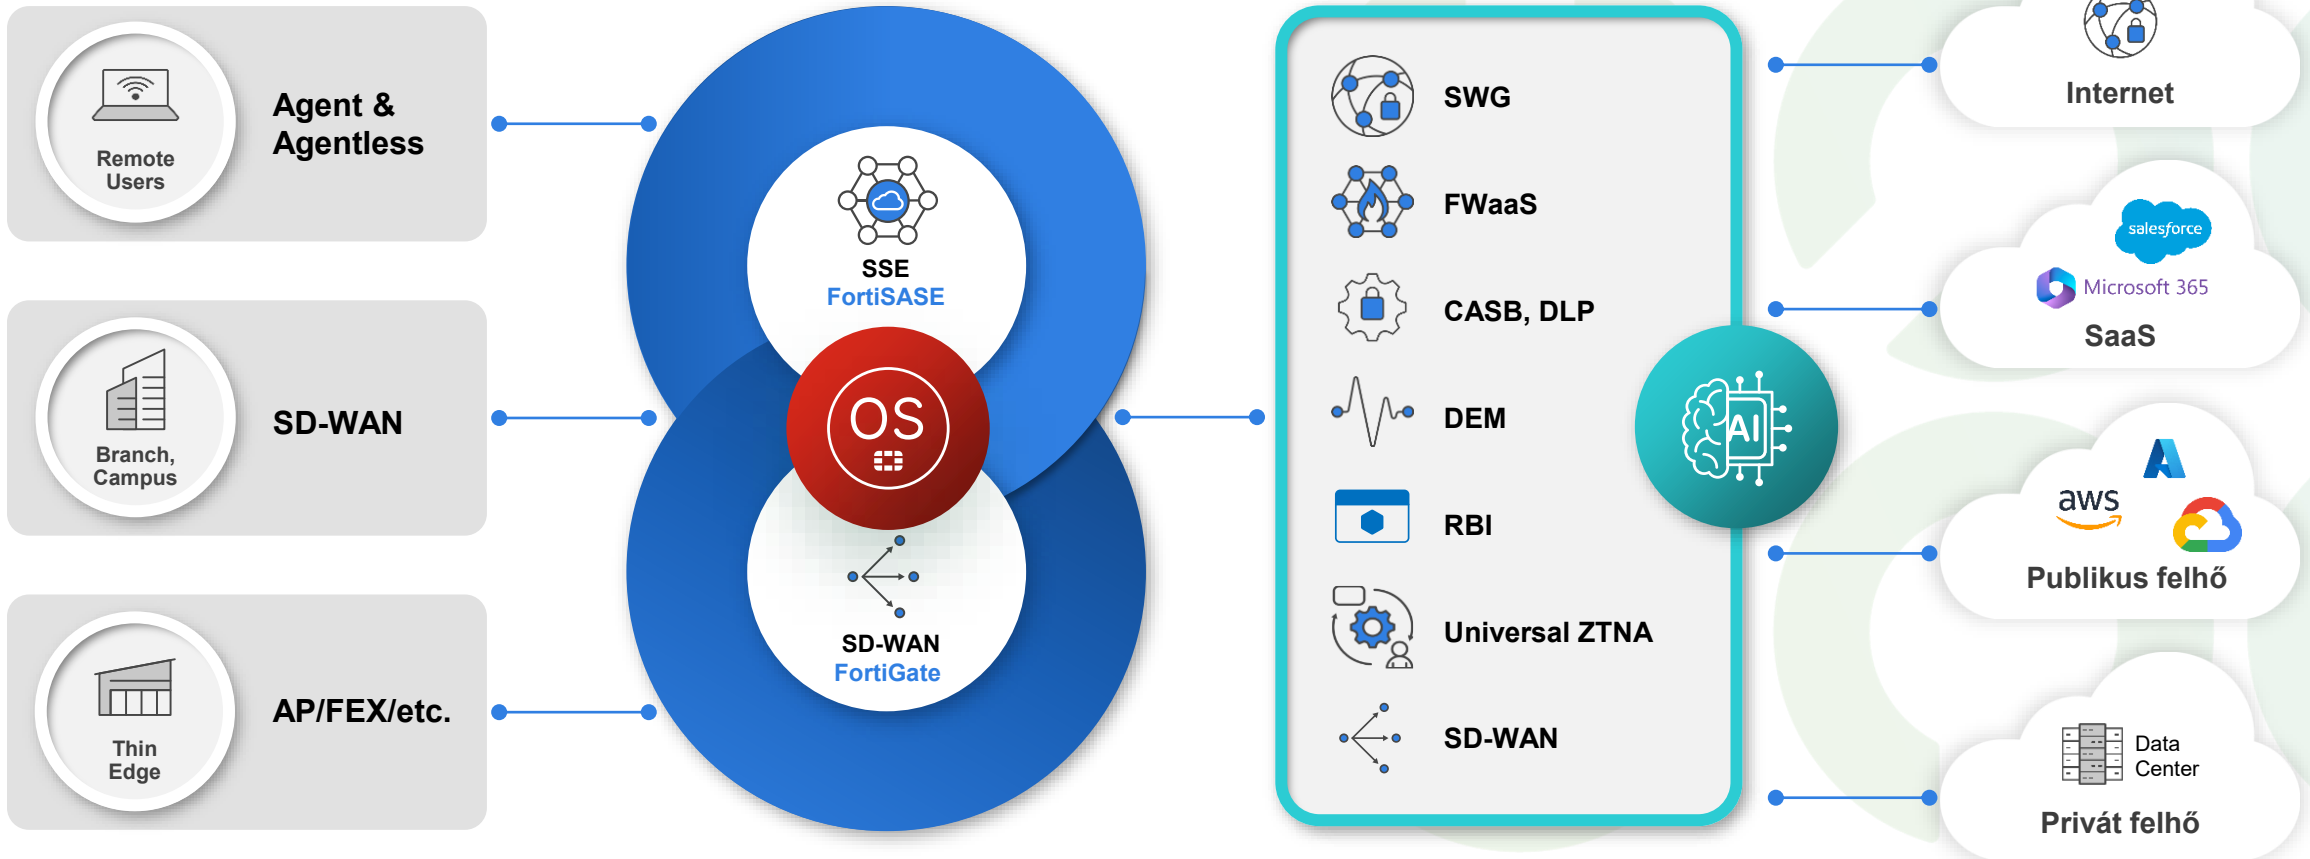 Remote
Users
Agent &
Agentless
Branch,
Campus
SD-WAN
Thin
Edge
AP/FEX/etc.
SSE
FortiSASE
OS
SD-WAN
FortiGate
SWG
FWaaS
CASB, DLP
DEM
RBI
Universal ZTNA
SD-WAN
AI
Internet
salesforce
Microsoft 365
SaaS
aws
Publikus felhő
Data
Center
Privát felhő